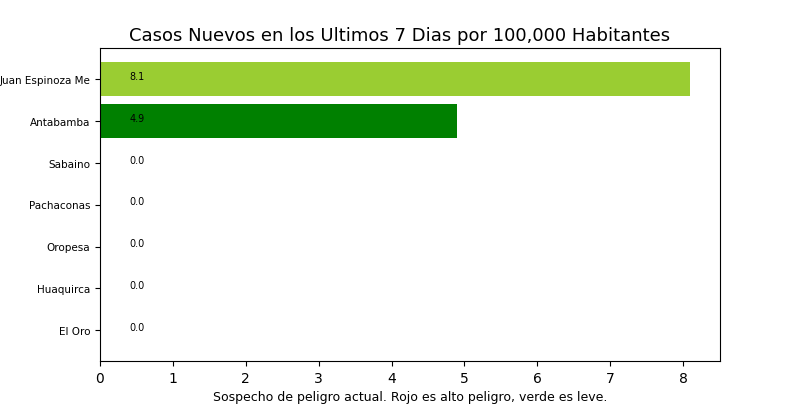 Casos Nuevos en los Ultimos 7 Dias por 100,000 Habitantes
Juan Espinoza Me 8.1
Antabamba 4.9
Sabaino 0.0
Pachaconas 0.0
Oropesa 0.0
Huaquirca 0.0
El Oro 0.0
0 1 2 3 4 5 6 7 8
Sospecho de peligro actual. Rojo es alto peligro, verde es leve.